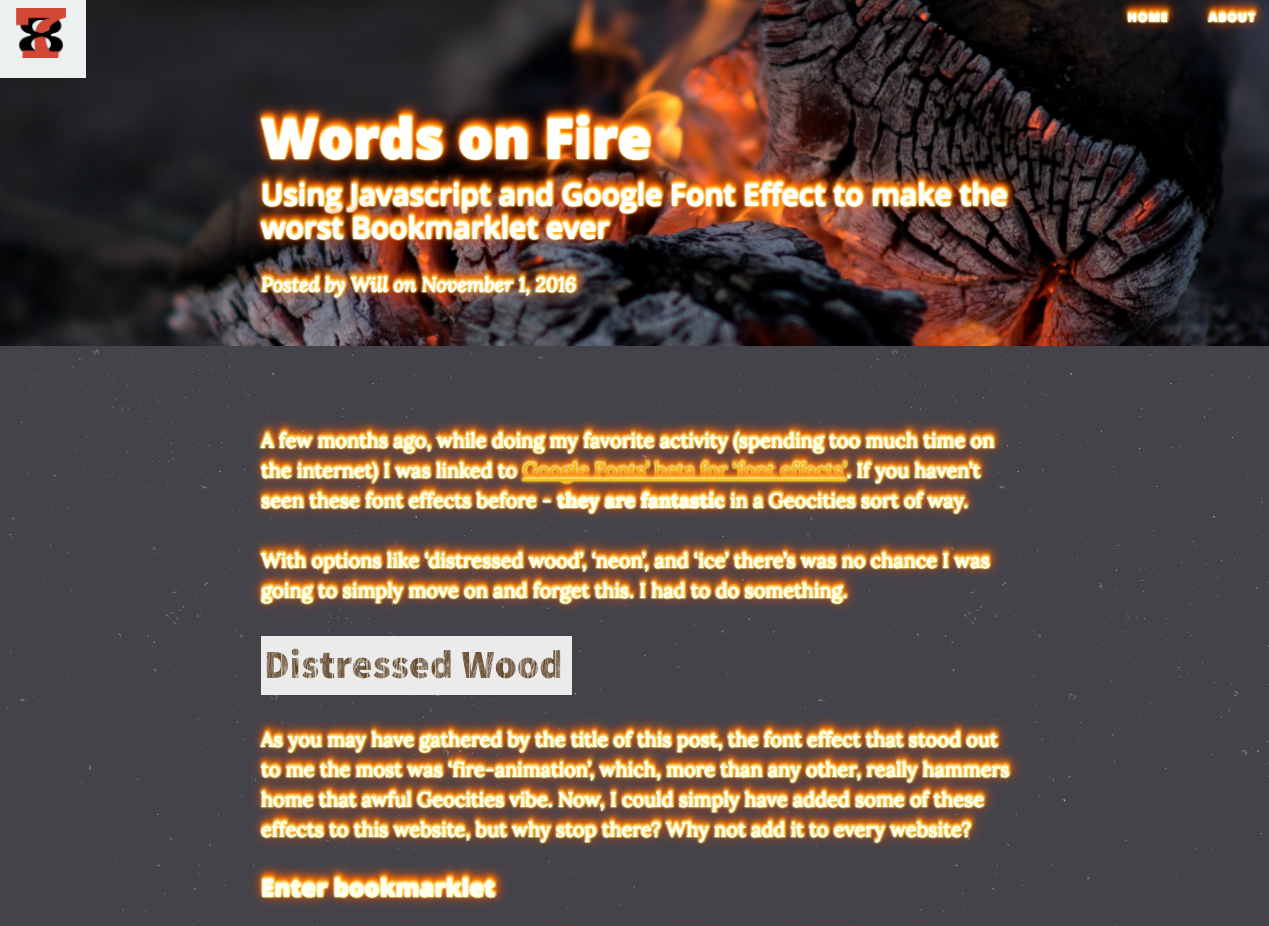 HOME ABOUT
Words on Fire
Using Javascript and Google Font Effect to make the
worst Bookmarklet ever
Posted by Will on November 1, 2016
A few months ago, while doing my favorite activity (spending too much time on
the internet) I was linked to Google Fonts’ beta for ‘font effects’. If you haven’t
seen these font effects before - they are fantastic in a Geocities sort of way.
With options like ‘distressed wood’, ‘neon’, and ‘ice’ there’s was no chance I was
going to simply move on and forget this. I had to do something.
Distressed Wood
As you may have gathered by the title of this post, the font effect that stood out
to me the most was ‘fire-animation’, which, more than any other, really hammers
home that awful Geocities vibe. Now, I could simply have added some of these
effects to this website, but why stop there? Why not add it to every website?
Enter bookmarklet